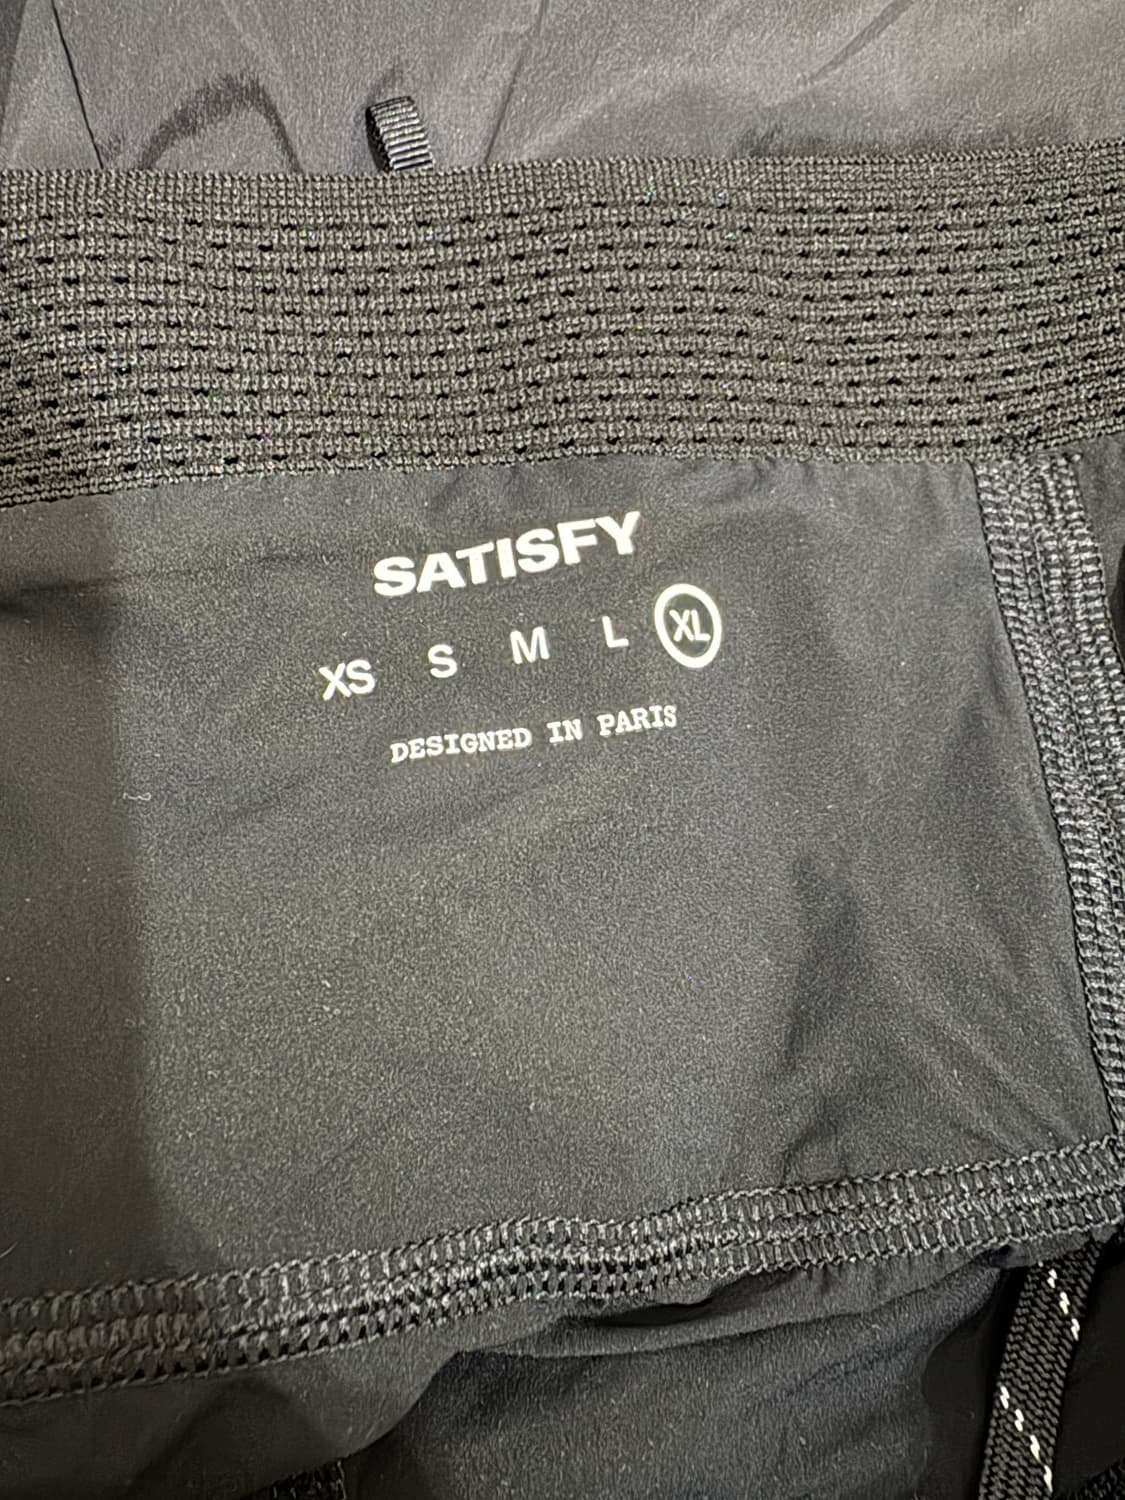 SATISFY
XS S M L XL
DESIGNED IN PARIS